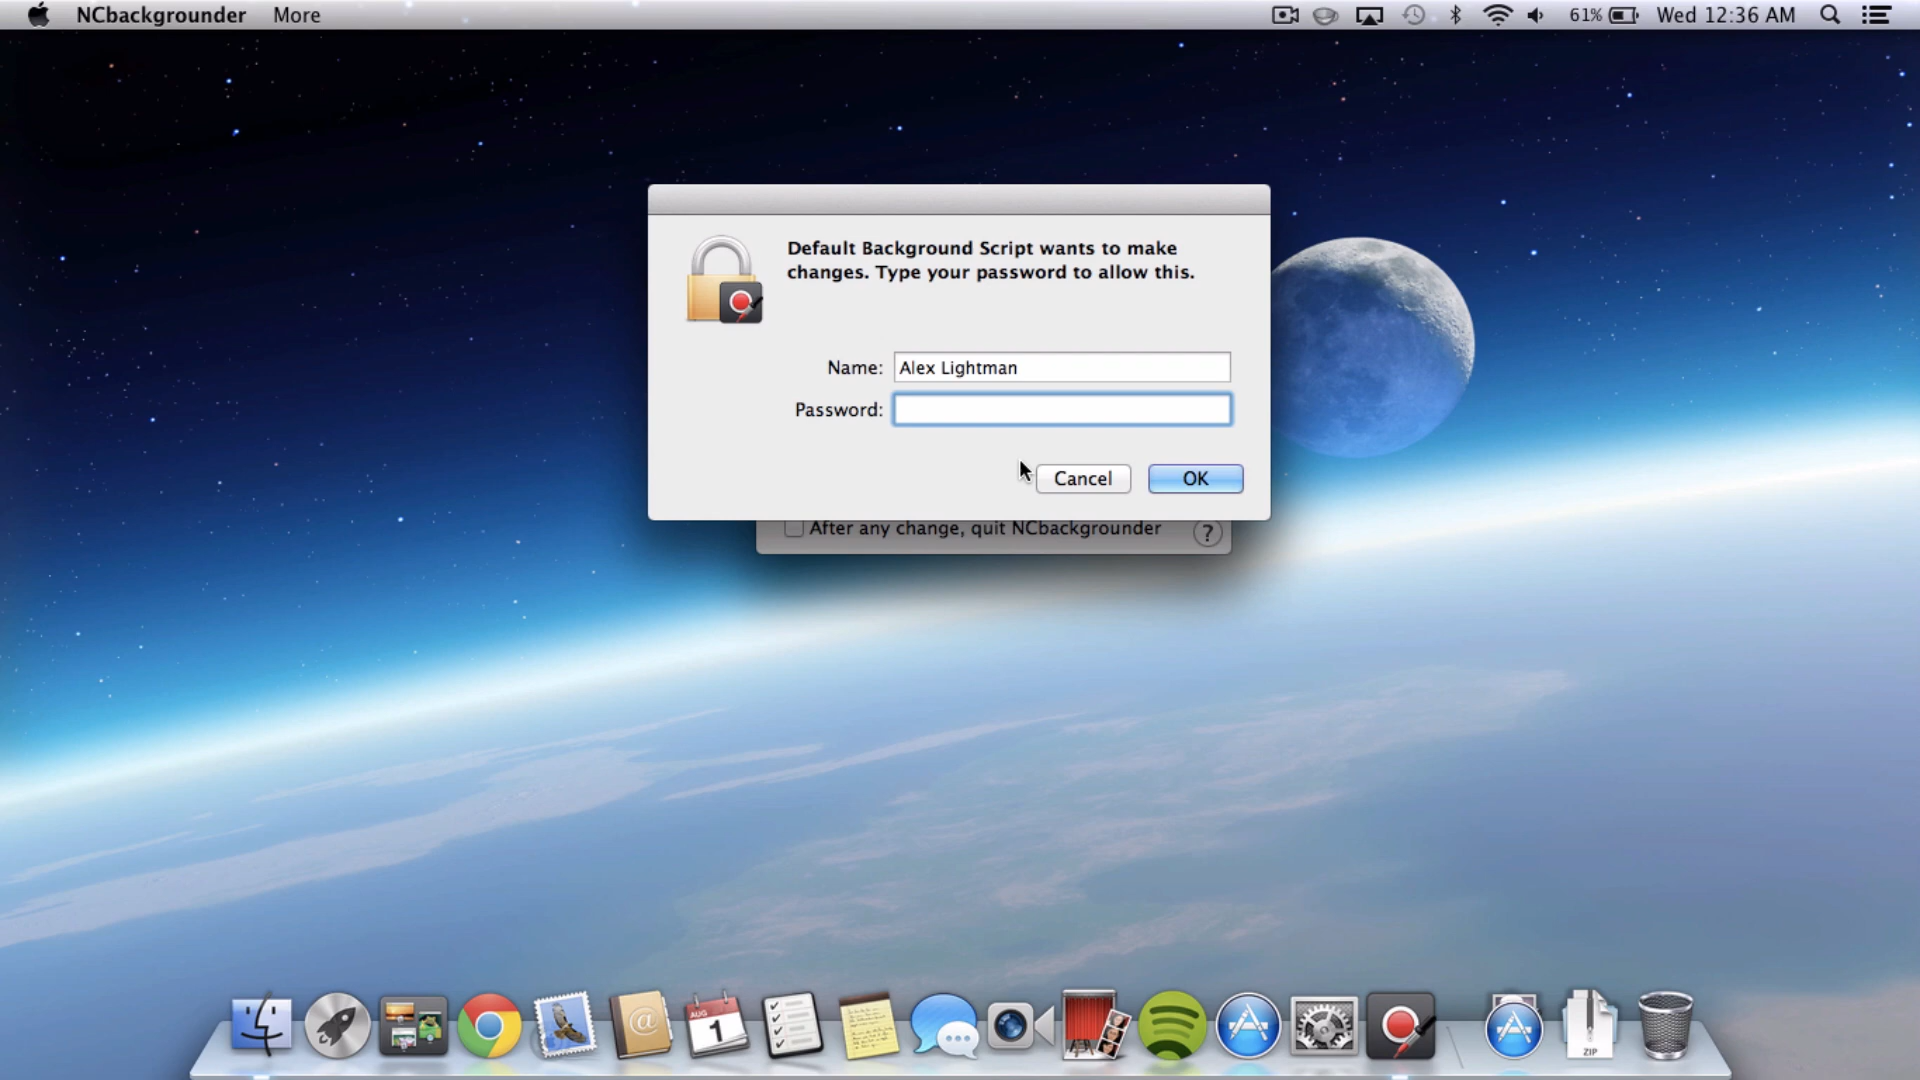 NCbackgrounder More 61% Wed 12:36 AM
Default Background Script wants to make
changes. Type your password to allow this.
Name: Alex Lightman
Password:
Cancel OK
After any change, quit NCbackgrounder ?
AUG
1
ZIP